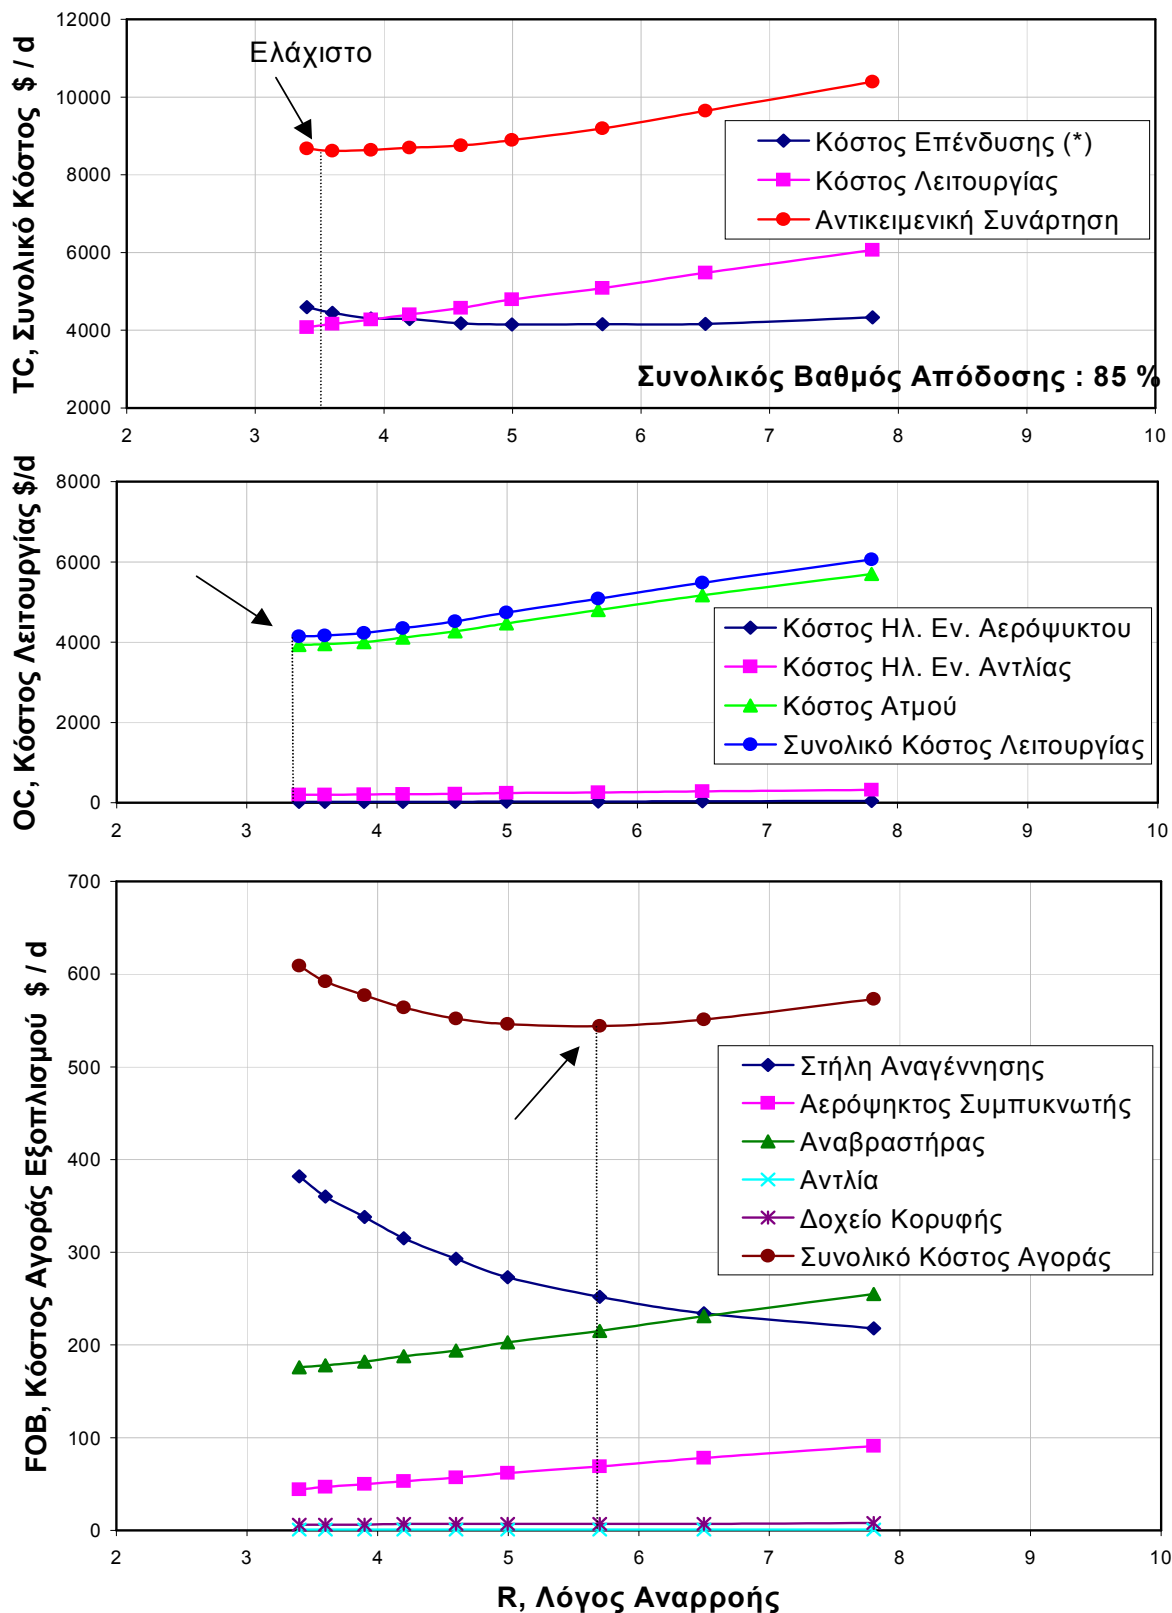 TC, Συνολικό Κόστος $ / d
12000
10000
8000
6000
4000
2000
Ελάχιστο
Κόστος Επένδυσης (*)
Κόστος Λειτουργίας
Αντικειμενική Συνάρτηση
Συνολικός Βαθμός Απόδοσης : 85 %
2 3 4 5 6 7 8 9 10
OC, Κόστος Λειτουργίας $/d
8000
6000
4000
2000
0
Κόστος Ηλ. Εν. Αερόψυκτου
Κόστος Ηλ. Εν. Αντλίας
Κόστος Ατμού
Συνολικό Κόστος Λειτουργίας
2 3 4 5 6 7 8 9 10
FOB, Κόστος Αγοράς Εξοπλισμού $ / d
700
600
500
400
300
200
100
0
Στήλη Αναγέννησης
Αερόψηκτος Συμπυκνωτής
Αναβραστήρας
Αντλία
Δοχείο Κορυφής
Συνολικό Κόστος Αγοράς
2 3 4 5 6 7 8 9 10
R, Λόγος Αναρροής